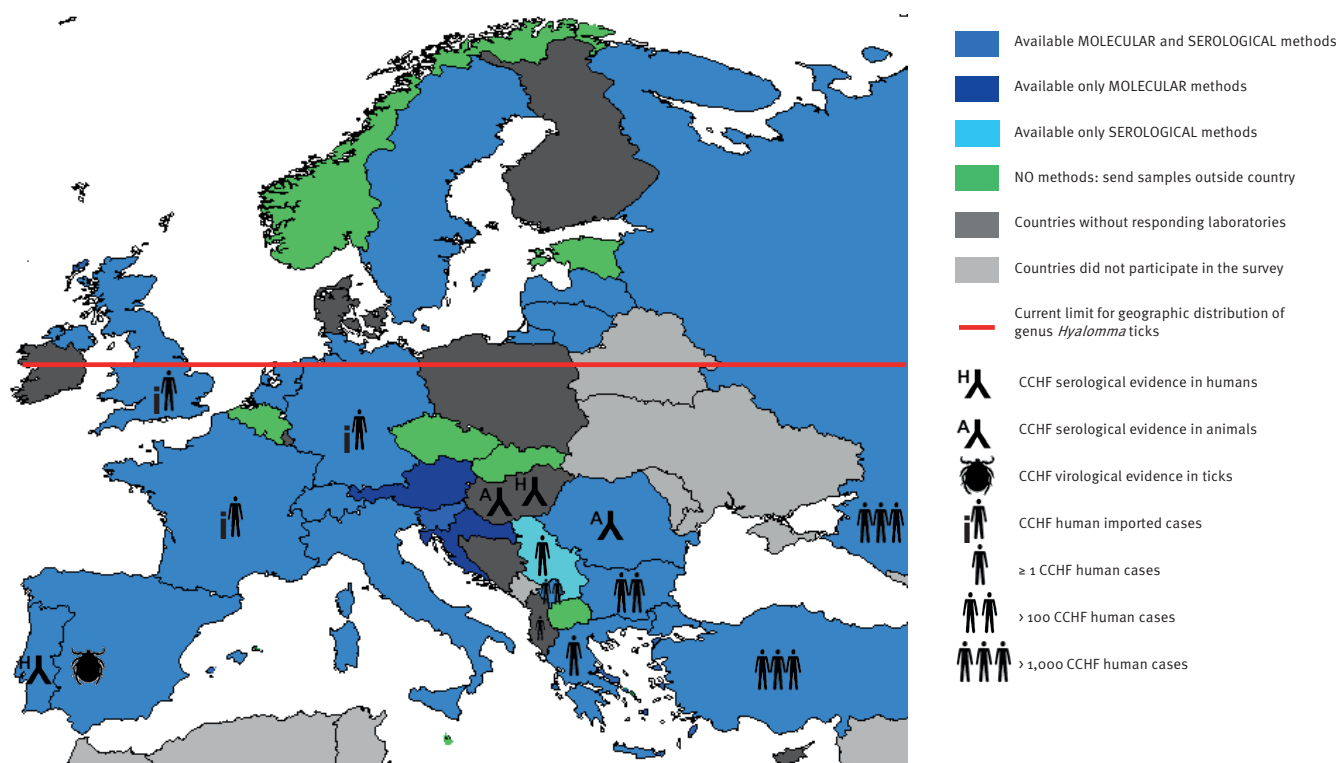 Available MOLECULAR and SEROLOGICAL methods
Available only MOLECULAR methods
Available only SEROLOGICAL methods
NO methods: send samples outside country
Countries without responding laboratories
Countries did not participate in the survey
Current limit for geographic distribution of
genus Hyalomma ticks
H
CCHF serological evidence in humans
A
CCHF serological evidence in animals
CCHF virological evidence in ticks
i
CCHF human imported cases
≥ 1 CCHF human cases
> 100 CCHF human cases
> 1,000 CCHF human cases
i
i
i
A
H
A
H